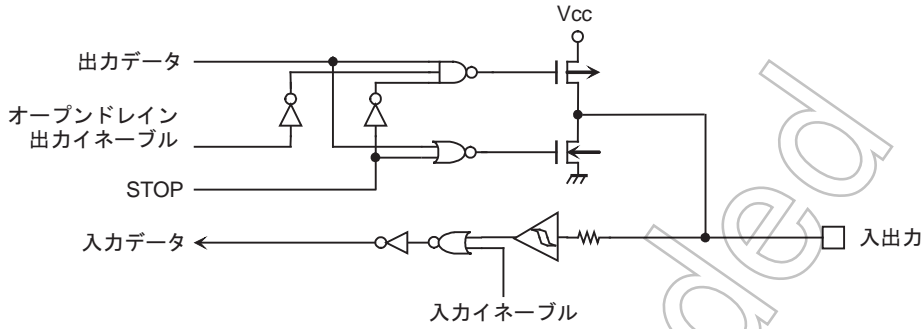 Vcc
出力データ
オープンドレイン
出力イネーブル
STOP
入力データ
入出力
入力イネーブル
ded